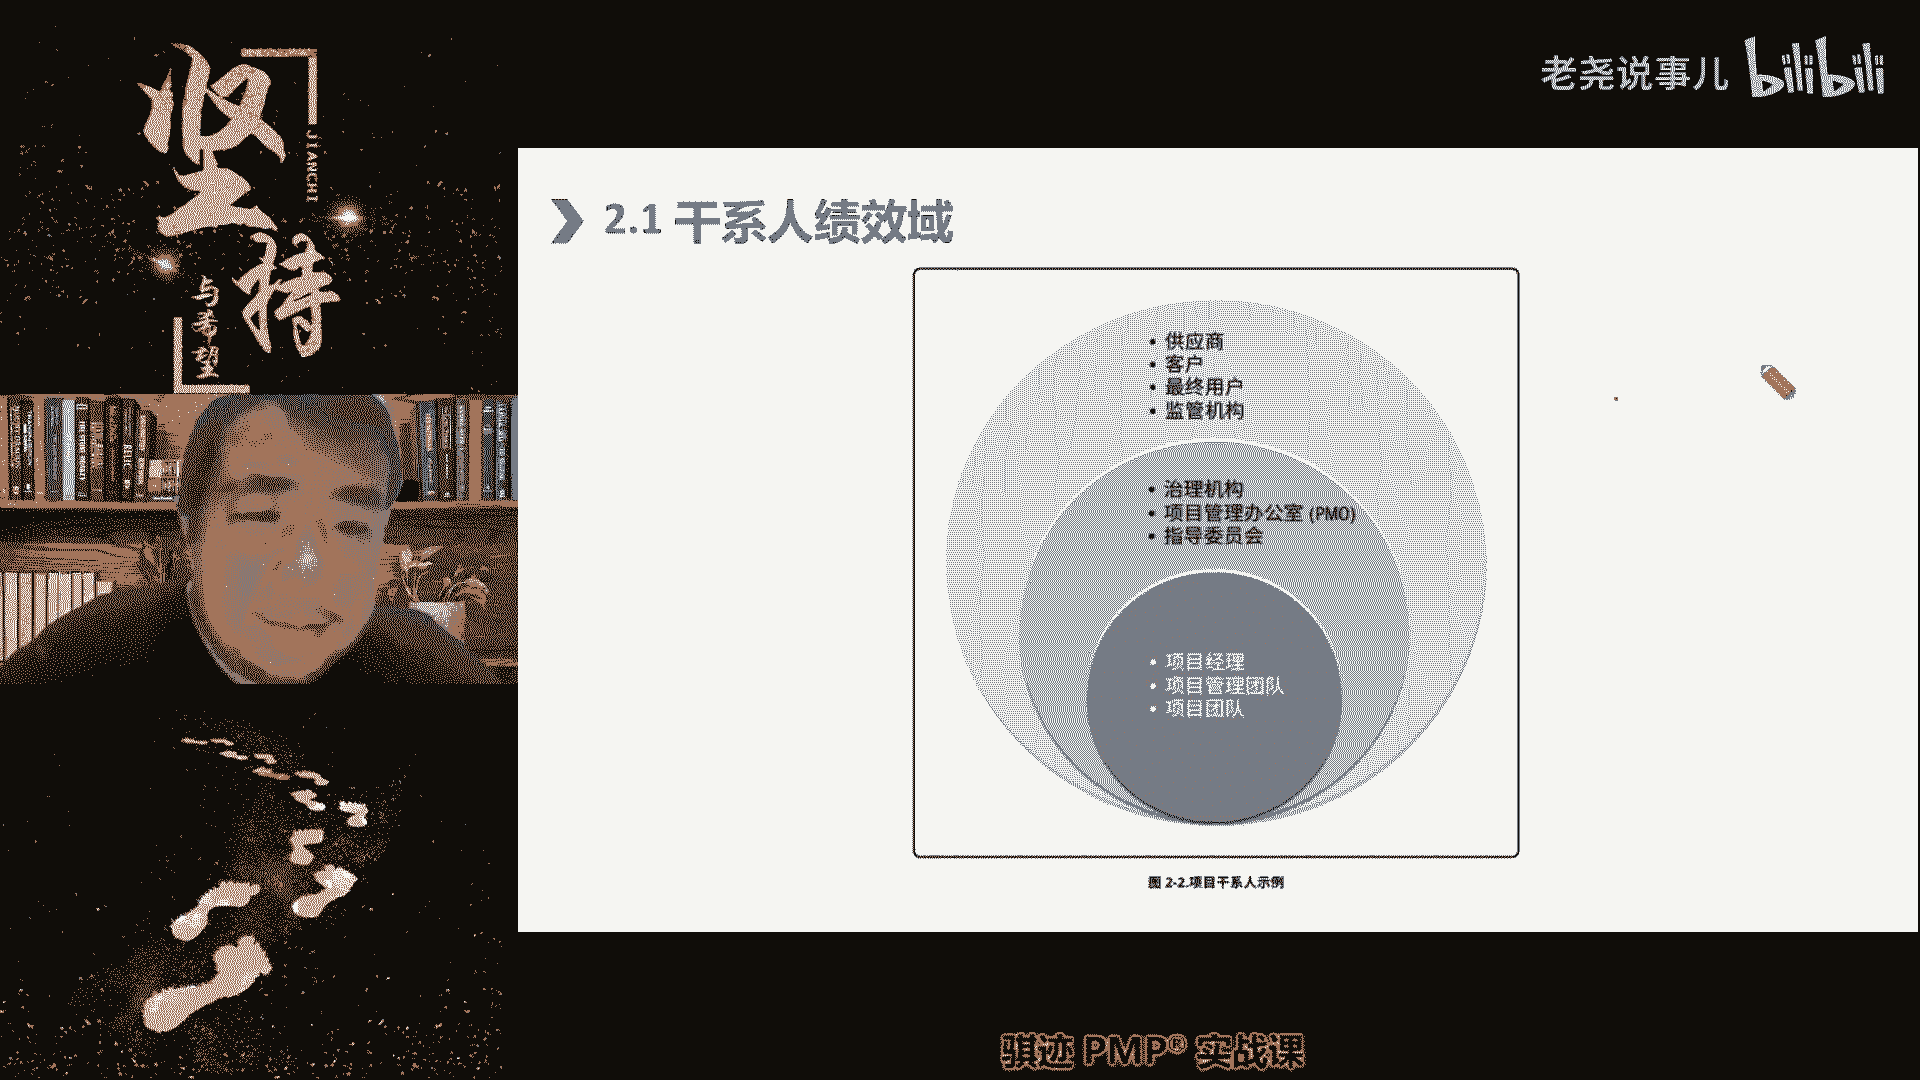 坚持
JIANCHI
与希望
老尧说事儿 bilibili
2.1 干系人绩效域
• 供应商
• 客户
• 最终用户
• 监管机构
• 治理机构
• 项目管理办公室 (PMO)
• 指导委员会
• 项目经理
• 项目管理团队
• 项目团队
图 2-2.项目干系人示例
骐迹 PMP® 实战课